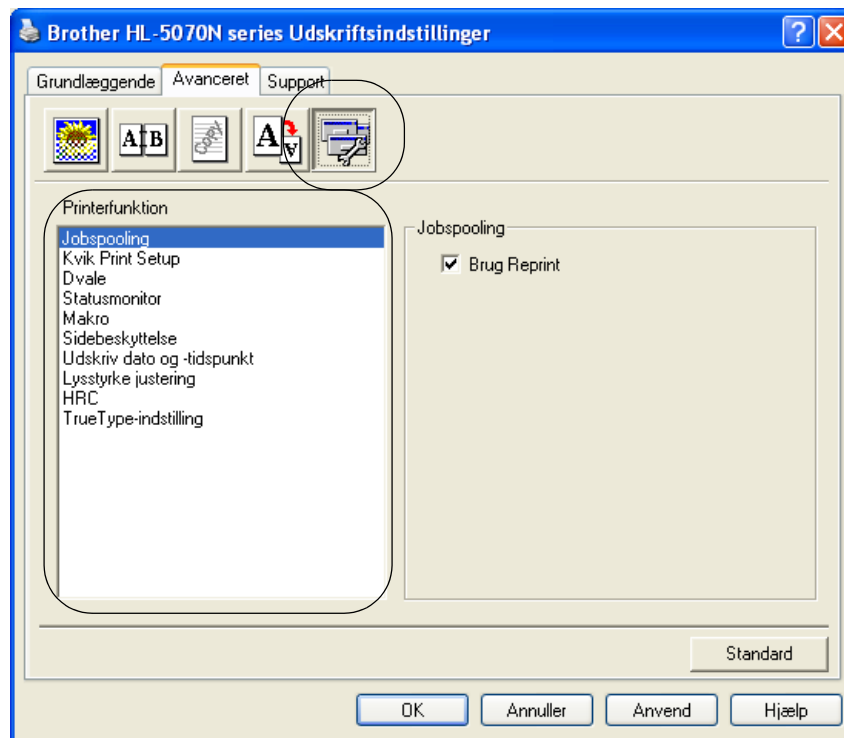 Brother HL-5070N series Udskriftsindstillinger
Grundlæggende Avanceret Support
A B COPY A A
Printerfunktion
Jobspooling
Kvik Print Setup
Dvale
Statusmonitor
Makro
Sidebeskyttelse
Udskriv dato og -tidspunkt
Lysstyrke justering
HRC
TrueType-indstilling
Jobspooling
Brug Reprint
Standard
OK Annuller Anvend Hjælp